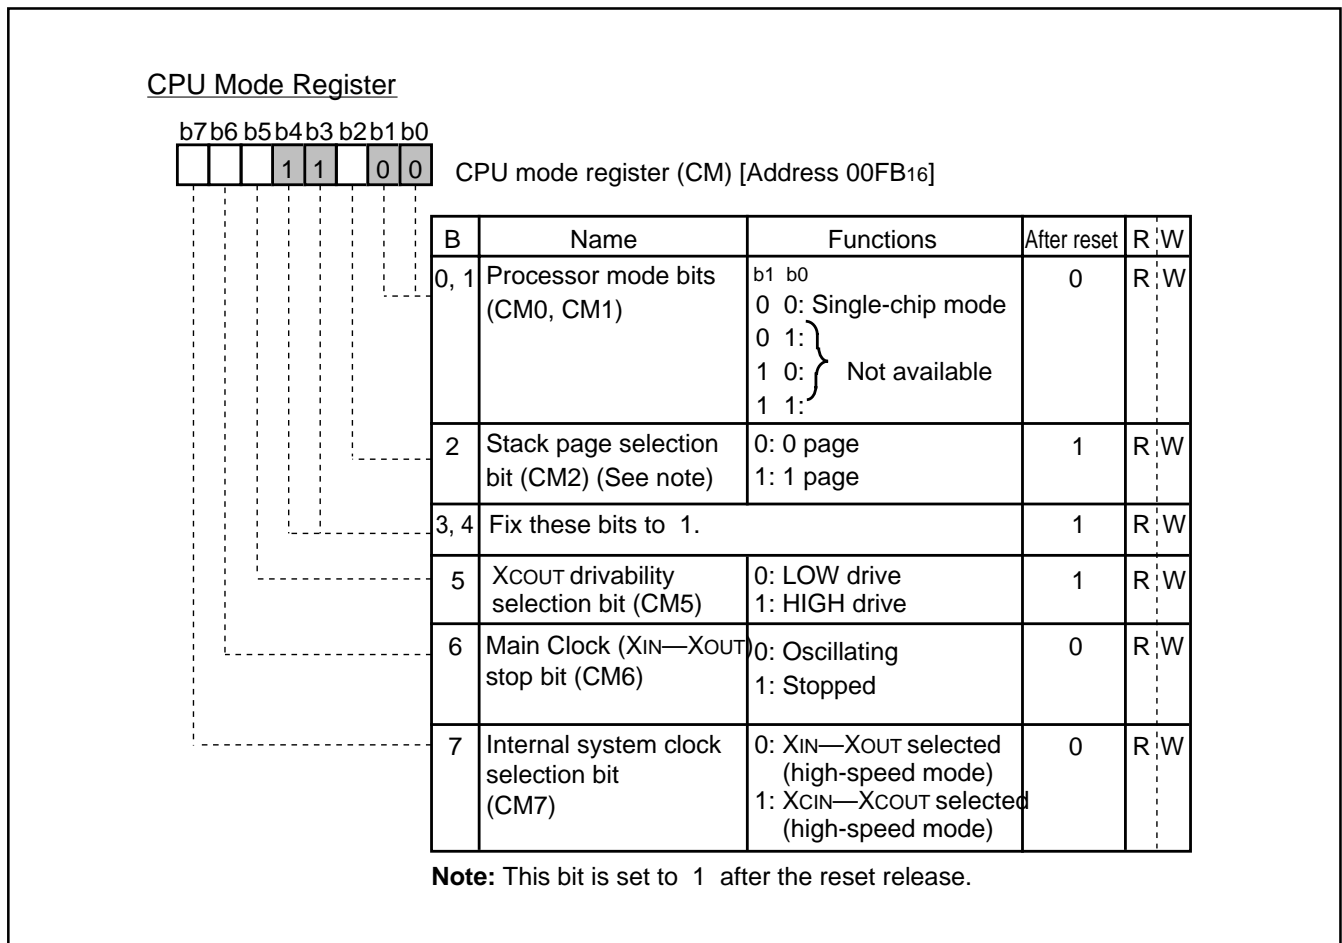 CPU Mode Register
b7 b6 b5 b4 b3 b2 b1 b0
1 1 0 0
CPU mode register (CM) [Address 00FB16]
B Name Functions After reset R W
0, 1 Processor mode bits (CM0, CM1)
b1 b0
0 0: Single-chip mode
0 1:
1 0: Not available
1 1:
0 R W
2 Stack page selection bit (CM2) (See note)
0: 0 page
1: 1 page
1 R W
3, 4 Fix these bits to 1. 1 R W
5 XCOUT drivability selection bit (CM5)
0: LOW drive
1: HIGH drive
1 R W
6 Main Clock (XIN—XOUT) stop bit (CM6)
0: Oscillating
1: Stopped
0 R W
7 Internal system clock selection bit (CM7)
0: XIN—XOUT selected
(high-speed mode)
1: XCIN—XCOUT selected
(high-speed mode)
0 R W
Note: This bit is set to 1 after the reset release.